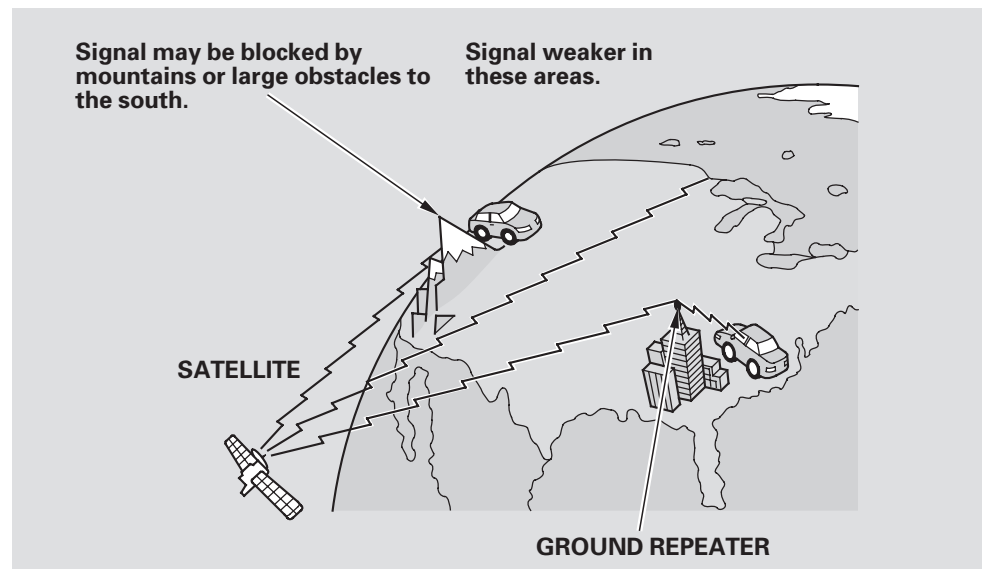 Signal may be blocked by
mountains or large obstacles to
the south.
Signal weaker in
these areas.
SATELLITE
GROUND REPEATER